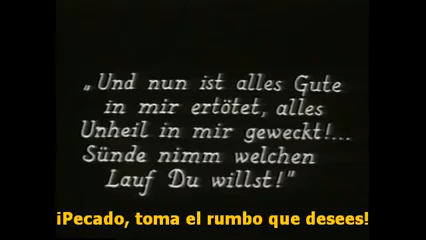 „Und nun ist alles Gute
in mir ertötet, alles
Unheil in mir geweckt!...
Sünde nimm welchen
Lauf Du willst!"
¡Pecado, toma el rumbo que desees!